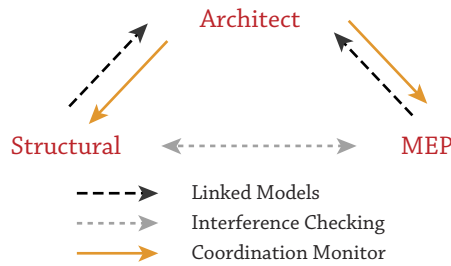 Architect
Structural MEP
Linked Models
Interference Checking
Coordination Monitor